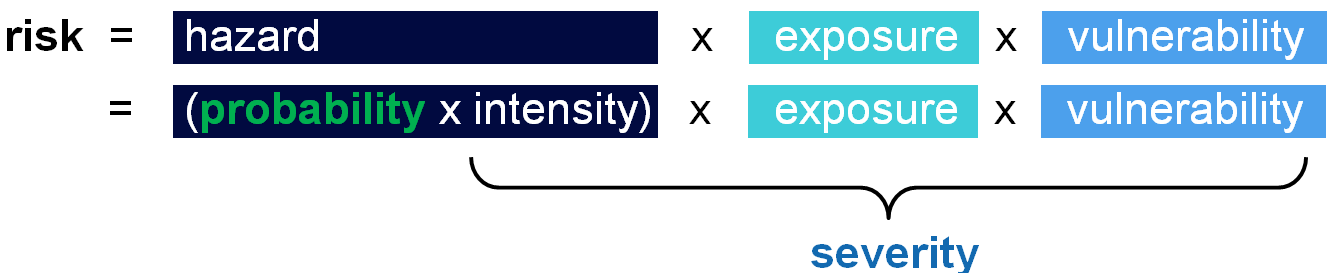 risk = hazard x exposure x vulnerability
= (probability x intensity) x exposure x vulnerability
severity